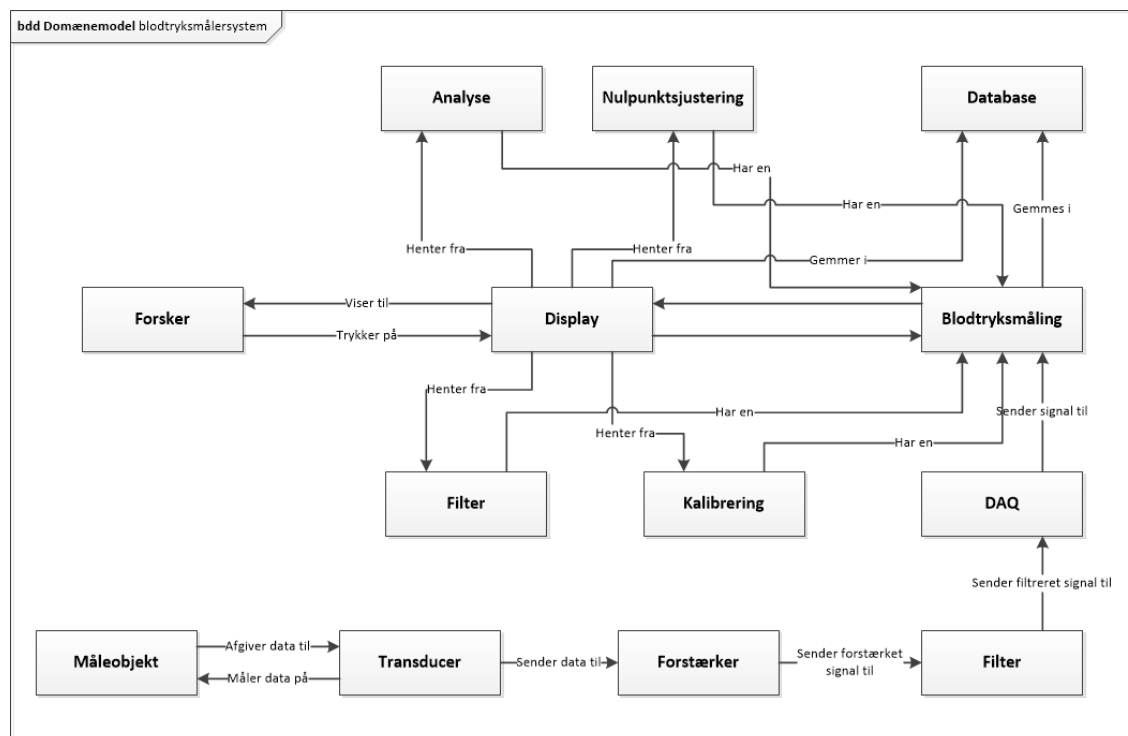 bdd Domænemodel blodtryksmålersystem
Analyse
Nulpunktsjustering
Database
Har en
Har en
Gemmes i
Henter fra
Henter fra
Gemmer i
Viser til
Forsker
Display
Blodtryksmåling
Trykker på
Henter fra
Har en
Sender signal til
Henter fra
Har en
Filter
Kalibrering
DAQ
Sender filtreret signal til
Afgiver data til
Måleobjekt
Transducer
Sender data til
Forstærker
Sender forstærket
signal til
Filter
Måler data på